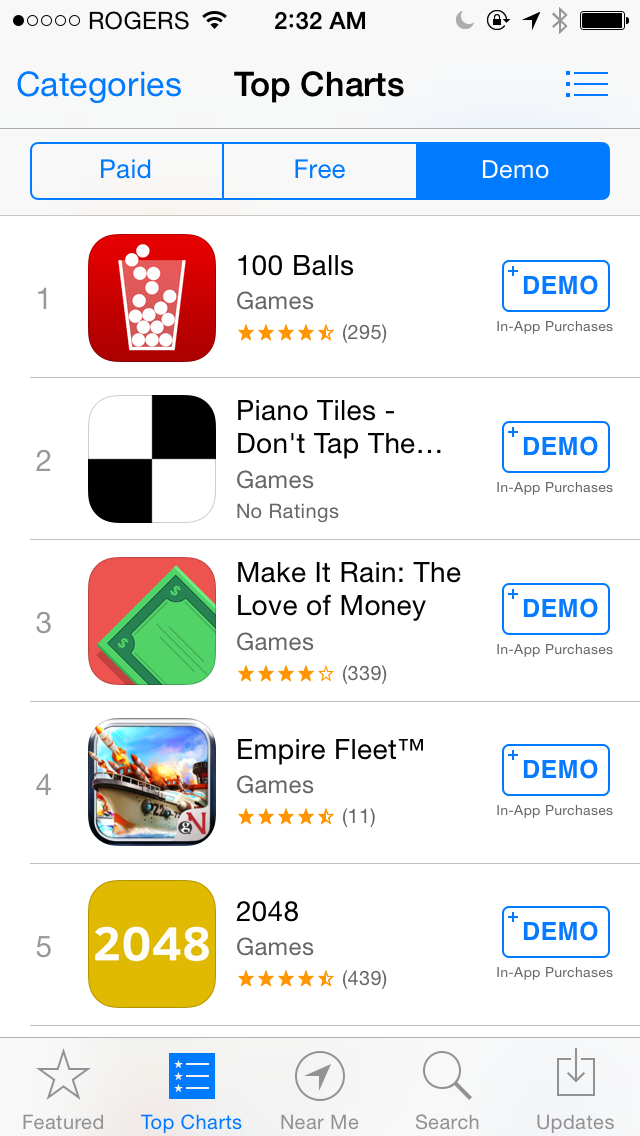 ROGERS 2:32 AM
Categories Top Charts
Paid Free Demo
1
100 Balls
Games
(295)
+ DEMO
In-App Purchases
2
Piano Tiles -
Don't Tap The...
Games
No Ratings
+ DEMO
In-App Purchases
3
$
$
Make It Rain: The
Love of Money
Games
(339)
+ DEMO
In-App Purchases
4
Empire Fleet™
Games
(11)
+ DEMO
In-App Purchases
5
2048
2048
Games
(439)
+ DEMO
In-App Purchases
Featured Top Charts Near Me Search Updates